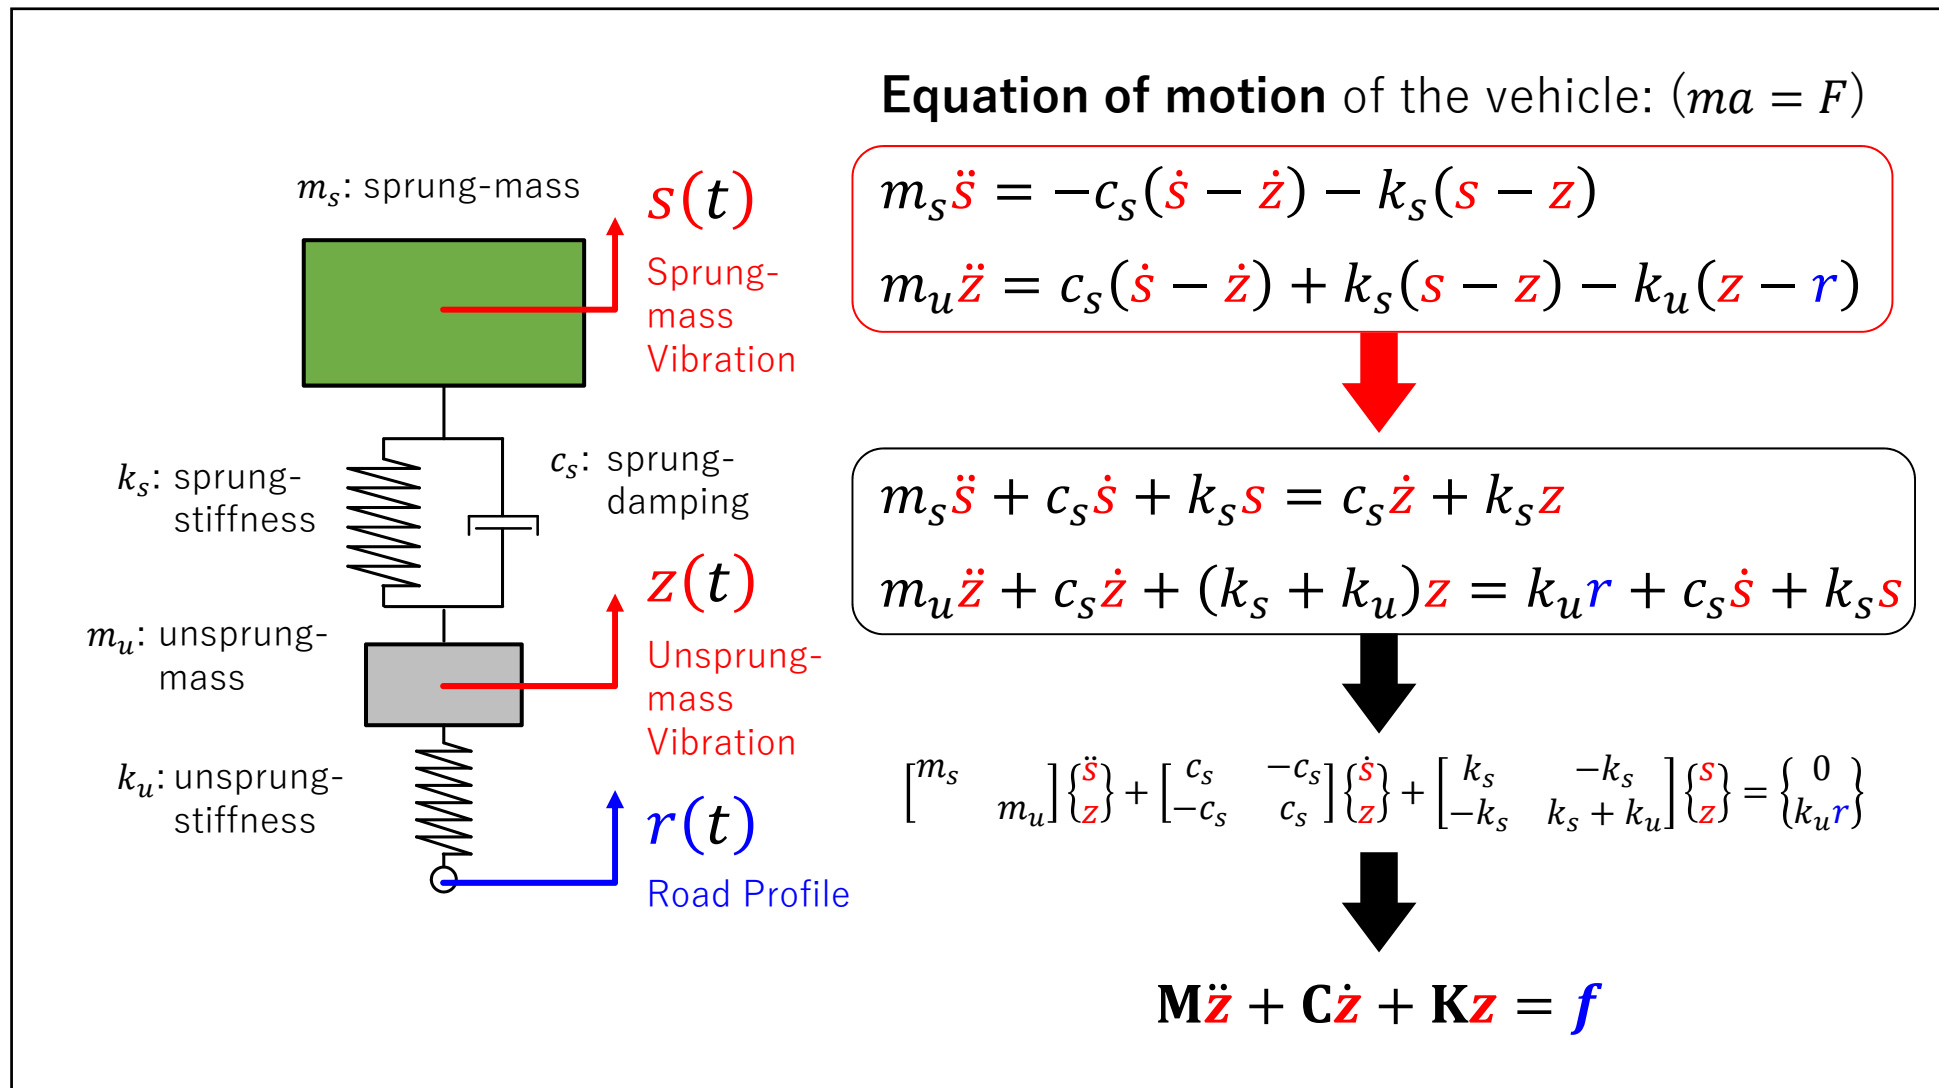 Equation of motion of the vehicle: (ma = F)
m_s: sprung-mass
s(t)
Sprung-
mass
Vibration
k_s: sprung-
stiffness
c_s: sprung-
damping
z(t)
m_u: unsprung-
mass
Unsprung-
mass
Vibration
k_u: unsprung-
stiffness
r(t)
Road Profile
m_s s̈ = −c_s(ṡ − ż) − k_s(s − z)
m_u z̈ = c_s(ṡ − ż) + k_s(s − z) − k_u(z − r)
m_s s̈ + c_s ṡ + k_s s = c_s ż + k_s z
m_u z̈ + c_s ż + (k_s + k_u)z = k_u r + c_s ṡ + k_s s
[m_s ; m_u]{s̈ ; z̈} + [c_s −c_s ; −c_s c_s]{ṡ ; ż} + [k_s −k_s ; −k_s k_s + k_u]{s ; z} = {0 ; k_u r}
Mz̈ + Cż + Kz = f